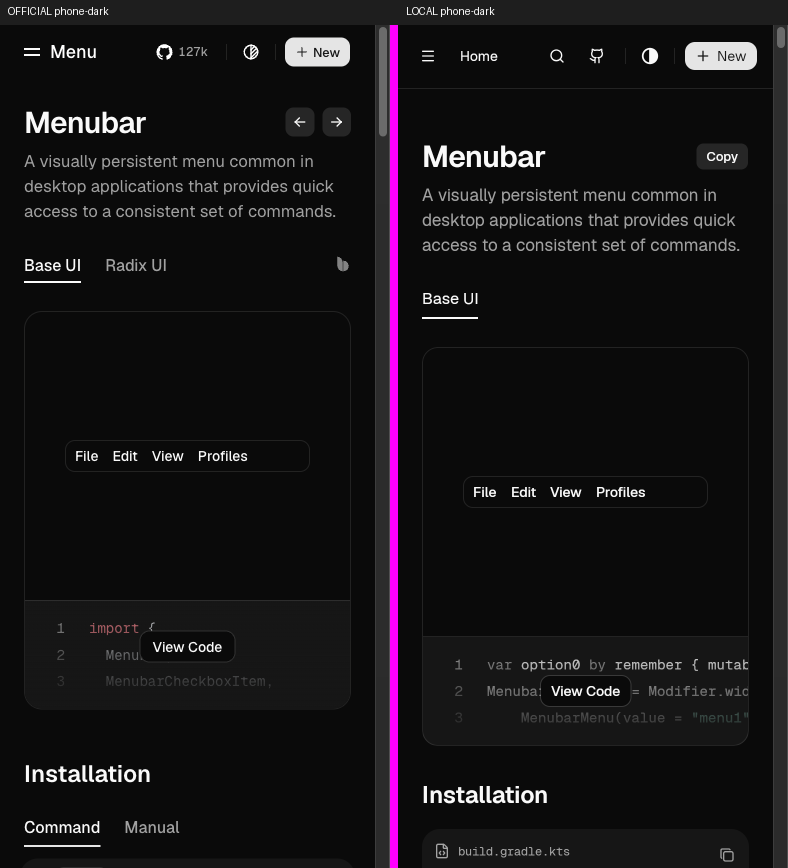 OFFICIAL phone-dark
Menu
127k
New
Menubar
A visually persistent menu common in
desktop applications that provides quick
access to a consistent set of commands.
Base UI
Radix UI
File
Edit
View
Profiles
1 import {
2 Menu
View Code
3 MenubarCheckboxItem,
Installation
Command
Manual
LOCAL phone-dark
Home
New
Menubar
Copy
A visually persistent menu common in
desktop applications that provides quick
access to a consistent set of commands.
Base UI
File
Edit
View
Profiles
1 var option0 by remember { mutab
2 Menuba
View Code
= Modifier.wid
3 MenubarMenu(value = "menu1"
Installation
build.gradle.kts